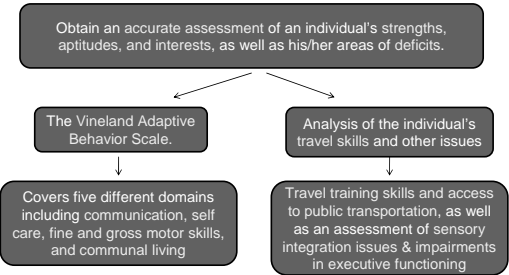 Obtain an accurate assessment of an individual's strengths,
aptitudes, and interests, as well as his/her areas of deficits.
The Vineland Adaptive
Behavior Scale.
Analysis of the individual's
travel skills and other issues
Covers five different domains
including communication, self
care, fine and gross motor skills,
and communal living
Travel training skills and access
to public transportation, as well
as an assessment of sensory
integration issues & impairments
in executive functioning